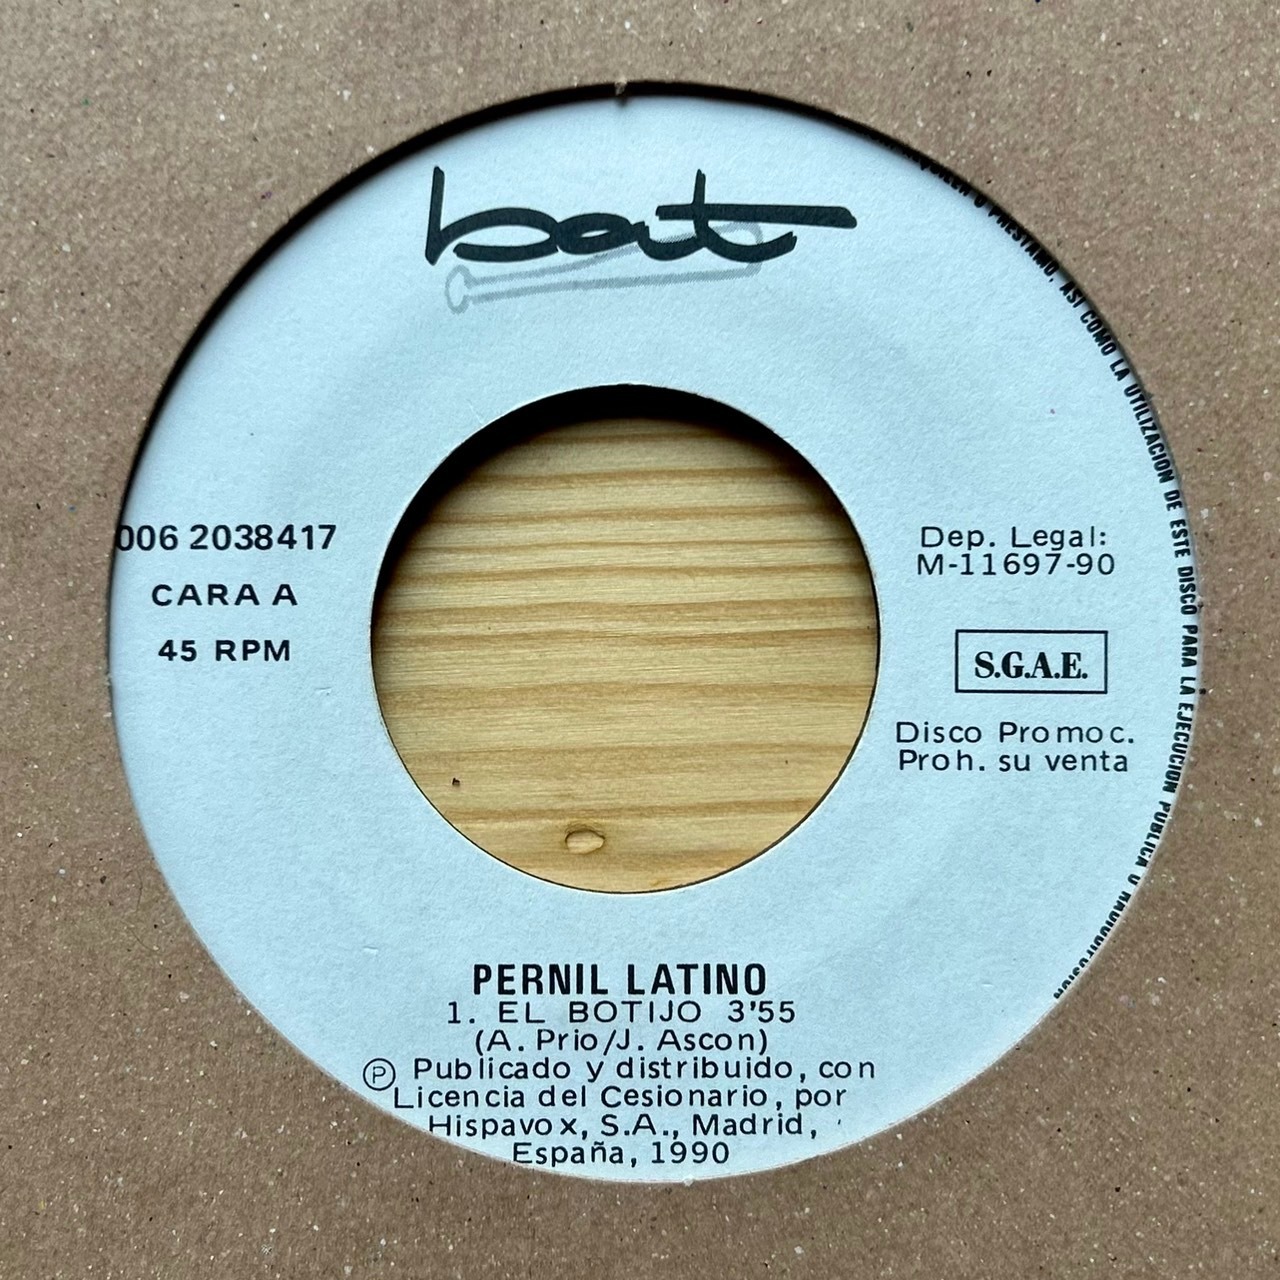 bat
006 2038417
CARA A
45 RPM
Dep. Legal:
M-11697-90
S.G.A.E.
Disco Promoc.
Proh. su venta
PERNIL LATINO
1. EL BOTIJO 3'55
(A. Prio/J. Ascon)
Ⓟ Publicado y distribuido, con
Licencia del Cesionario, por
Hispavox, S.A., Madrid,
España, 1990
O PRESTAMO, ASI COMO LA UTILIZACION DE ESTE DISCO PARA LA EJECUCION PUBLICA O RADIODIFUSION